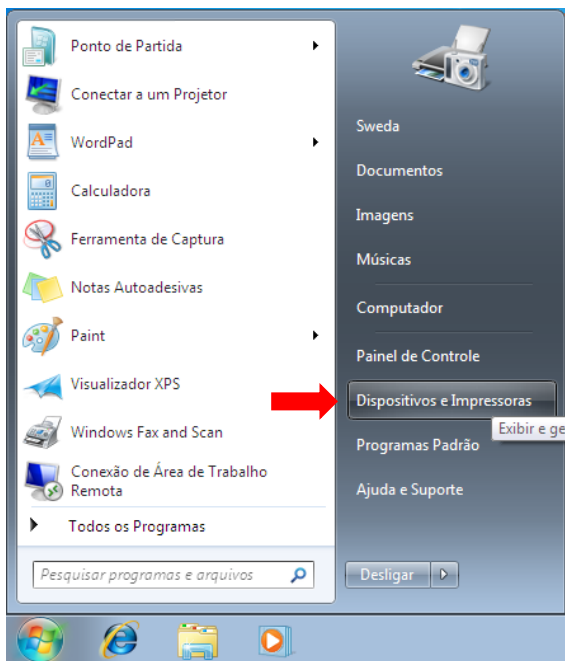 Ponto de Partida
Conectar a um Projetor
WordPad
Calculadora
Ferramenta de Captura
Notas Autoadesivas
Paint
Visualizador XPS
Windows Fax and Scan
Conexão de Área de Trabalho
Remota
Todos os Programas
Pesquisar programas e arquivos
Sweda
Documentos
Imagens
Músicas
Computador
Painel de Controle
Dispositivos e Impressoras
Exibir e ge
Programas Padrão
Ajuda e Suporte
Desligar